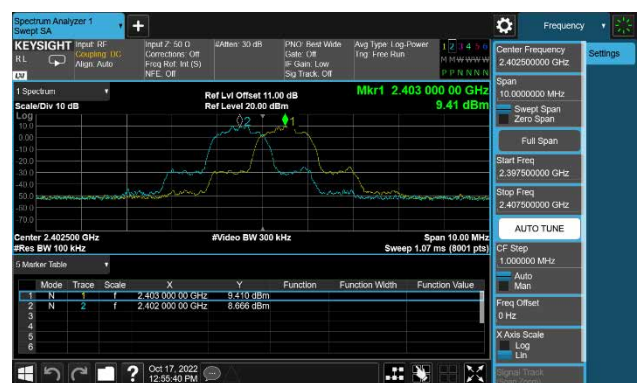 Spectrum Analyzer 1
Swept SA
+
Frequency
KEYSIGHT
RL
Input: RF
Coupling: DC
Align: Auto
Input Z: 50 Ω
Corrections: Off
Freq Ref: Int (S)
NFE: Off
#Atten: 30 dB
PNO: Best Wide
Gate: Off
IF Gain: Low
Sig Track: Off
Avg Type: Log-Power
Trig: Free Run
1 2 3 4 5 6
M M W W W W
P P N N N N
Center Frequency
2.402500000 GHz
Settings
Span
10.0000000 MHz
Swept Span
Zero Span
Full Span
Start Freq
2.397500000 GHz
Stop Freq
2.407500000 GHz
AUTO TUNE
CF Step
1.000000 MHz
Auto
Man
Freq Offset
0 Hz
X Axis Scale
Log
Lin
Signal Track
1 Spectrum
Scale/Div 10 dB
Ref Lvl Offset 11.00 dB
Ref Level 20.00 dBm
Mkr1 2.403 000 00 GHz
9.41 dBm
Log
10.0
0.00
-10.0
-20.0
-30.0
-40.0
-50.0
-60.0
-70.0
2
1
Center 2.402500 GHz
#Res BW 100 kHz
#Video BW 300 kHz
Span 10.00 MHz
Sweep 1.07 ms (8001 pts)
5 Marker Table
Mode Trace Scale X Y Function Function Width Function Value
1 N 1 f 2.403 000 00 GHz 9.410 dBm
2 N 2 f 2.402 000 00 GHz 8.666 dBm
3
4
5
6
?
Oct 17, 2022
12:55:40 PM